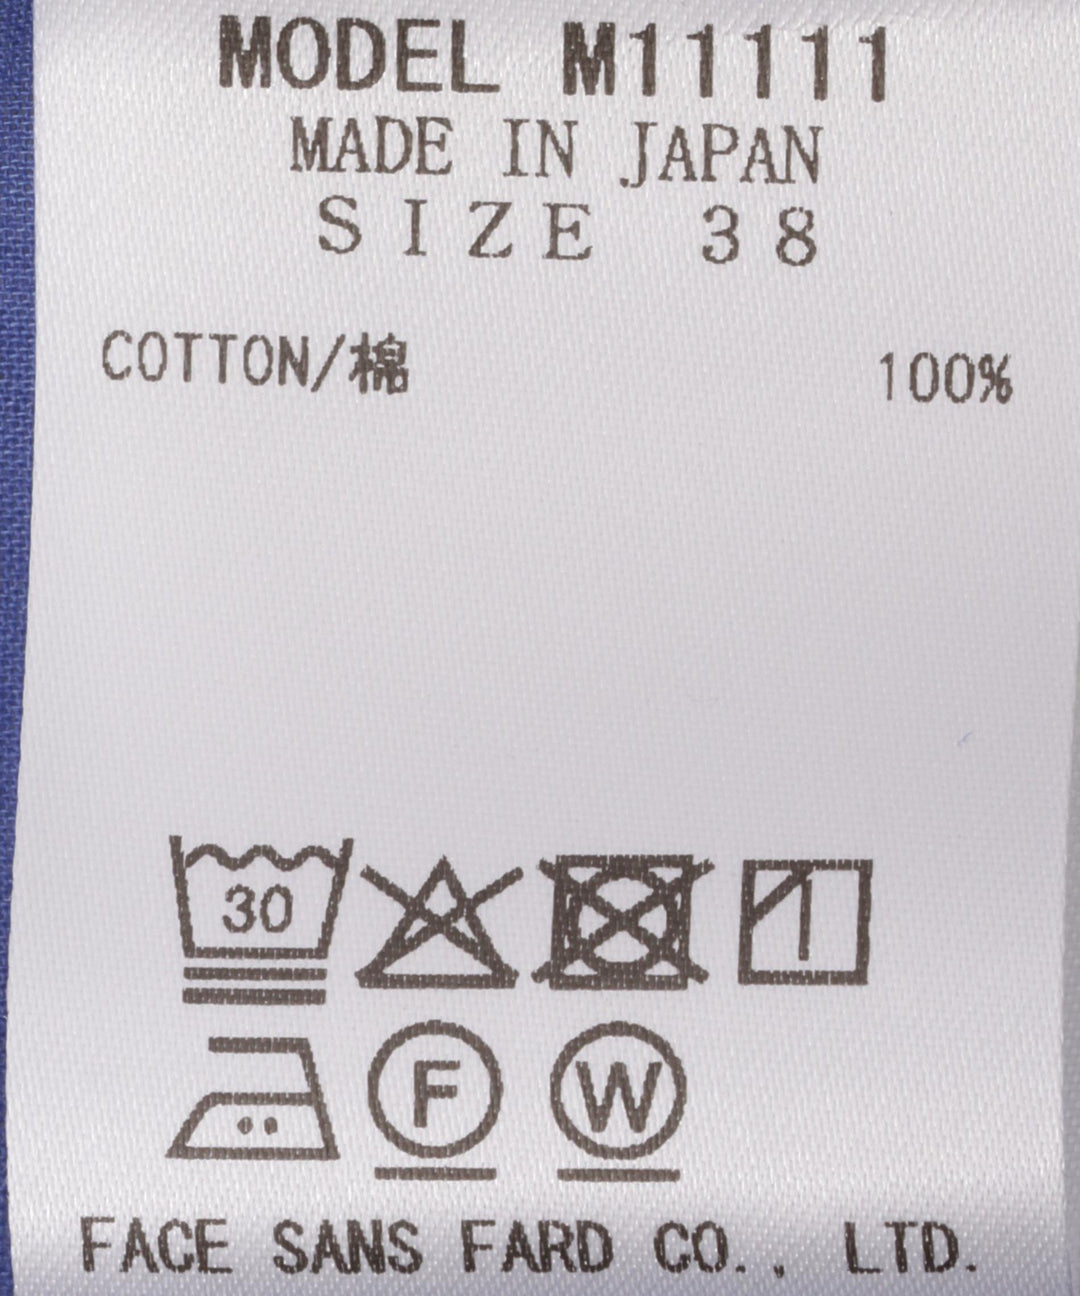 MODEL M11111
MADE IN JAPAN
SIZE 38
COTTON/棉 100%
30
F W
FACE SANS FARD CO., LTD.